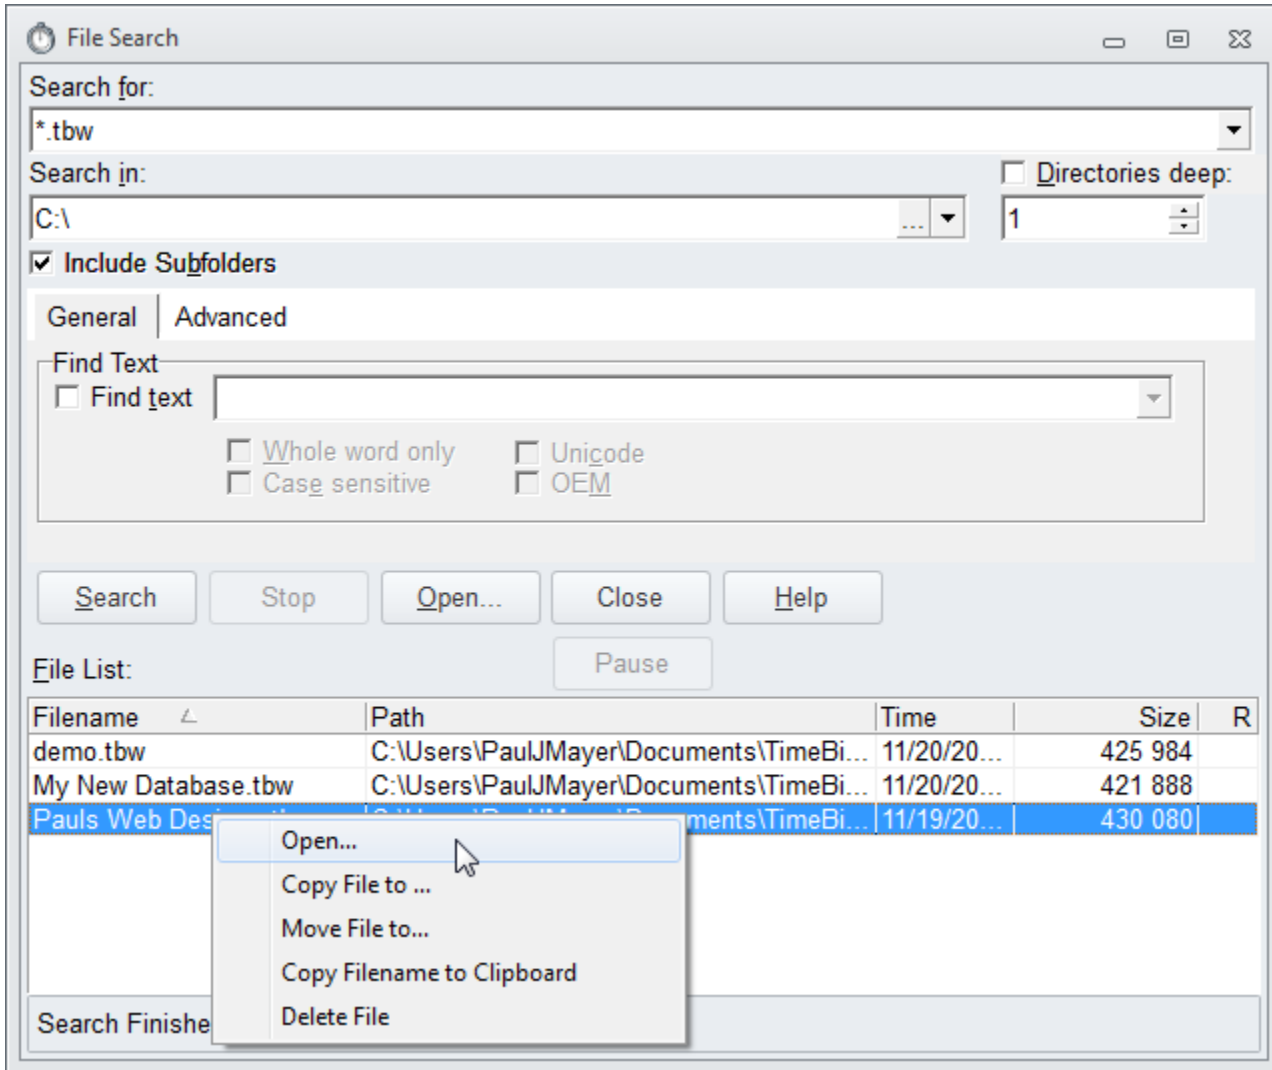 File Search
Search for:
*.tbw
Search in:
Directories deep:
C:\ ...
1
Include Subfolders
General Advanced
Find Text
Find text
Whole word only Unicode
Case sensitive OEM
Search Stop Open... Close Help
Pause
File List:
Filename Path Time Size R
demo.tbw C:\Users\PaulJMayer\Documents\TimeBi... 11/20/20... 425 984
My New Database.tbw C:\Users\PaulJMayer\Documents\TimeBi... 11/20/20... 421 888
Pauls Web 11/19/20... 430 080
Open...
Copy File to ...
Move File to...
Copy Filename to Clipboard
Delete File
Search